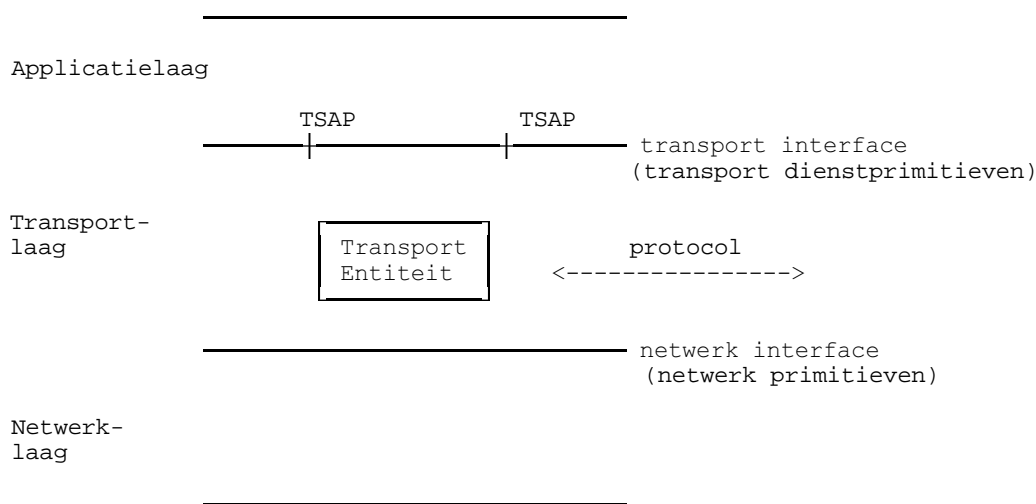 Applicatielaag
TSAP TSAP
transport interface
(transport dienstprimitieven)
Transport-
laag
Transport
Entiteit
protocol
<---------------->
netwerk interface
(netwerk primitieven)
Netwerk-
laag